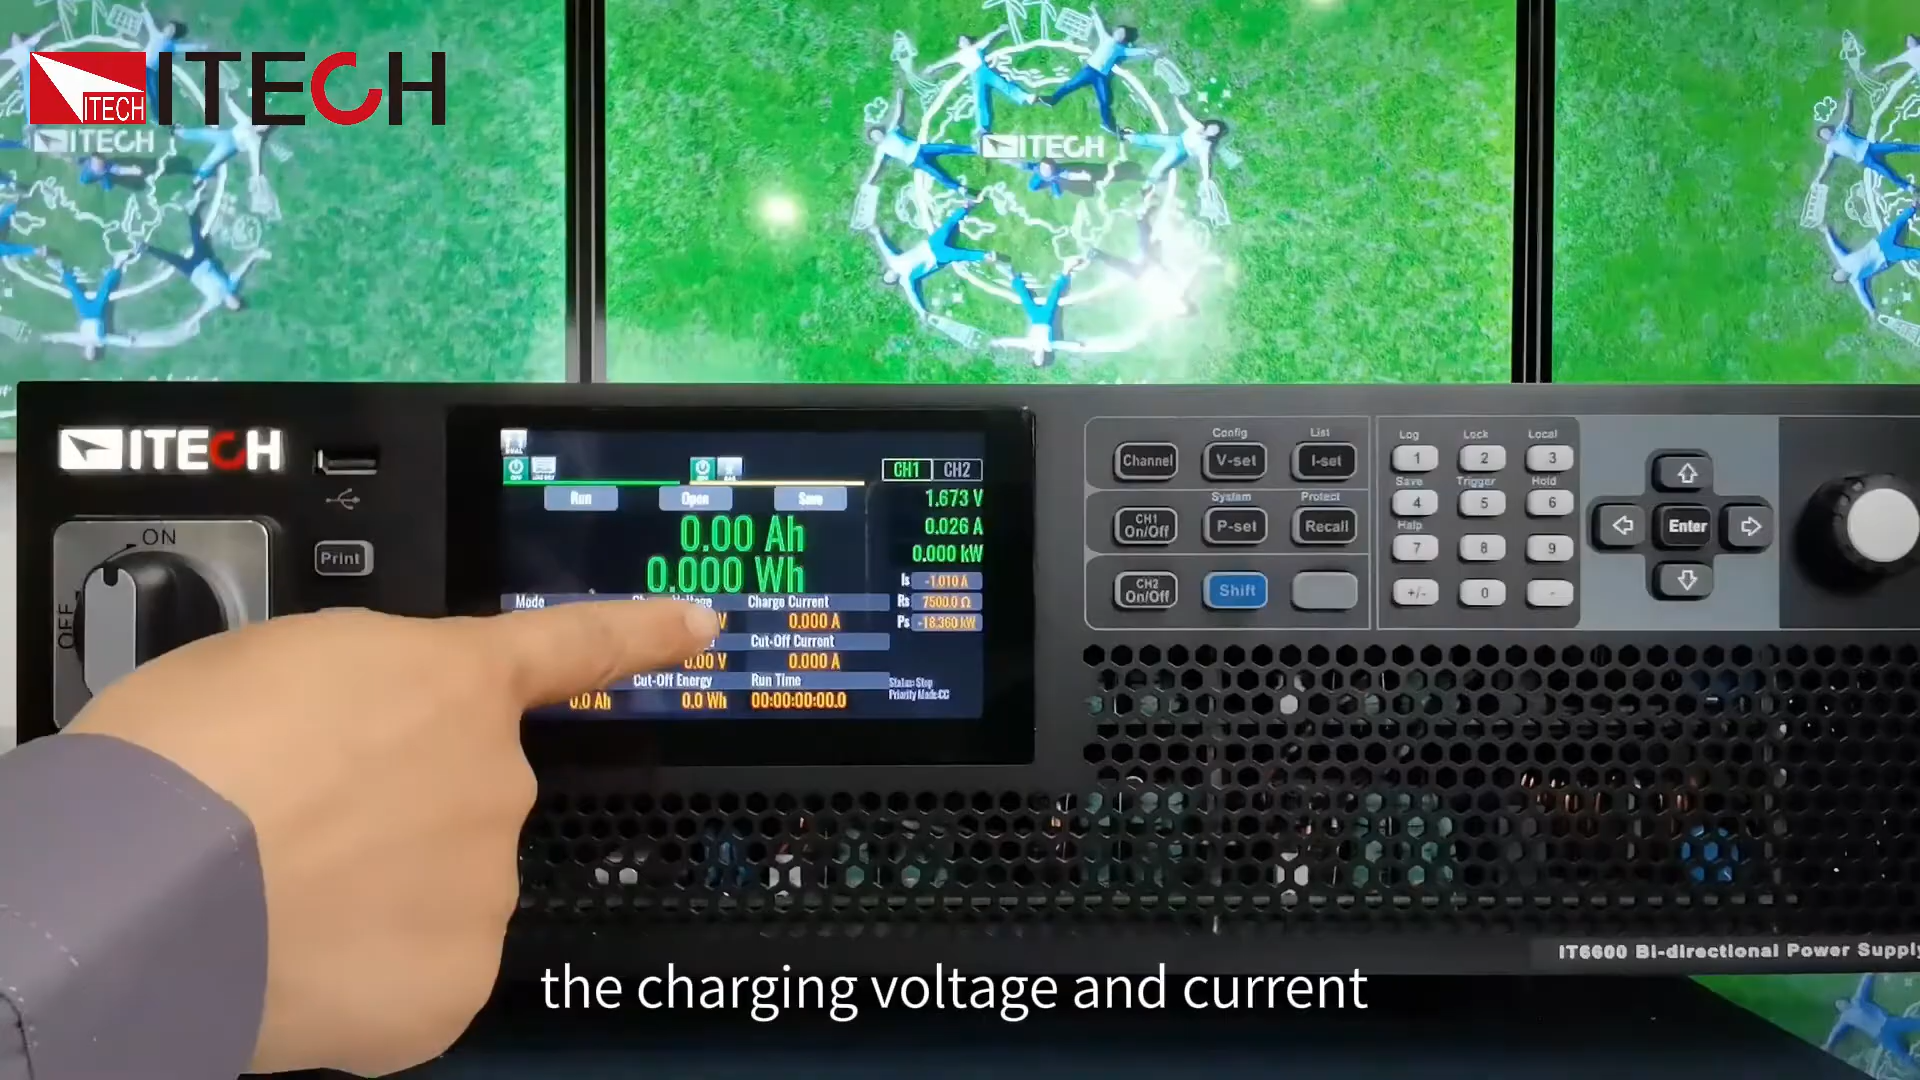 ITECH ITECH
ITECH
ITECH
ITECH
ON
OFF
Print
CH1 CH2
Run Open Save
0.00 Ah
0.000 Wh
1.673 V
0.026 A
0.000 kW
Is -1.010 A
Rs 7500.0 Ω
Ps -18.360 kW
Mode Voltage Charge Current
V 0.000 A
Cut-Off Current
0.00 V 0.000 A
Cut-Off Energy Run Time
0.0 Ah 0.0 Wh 00:00:00:00.0
Status: Stop
Priority Mode:CC
Config List
Channel V-set I-set
System Protect
CH1 On/Off P-set Recall
CH2 On/Off Shift
Log Lock Local
1 2 3
Save Trigger Hold
4 5 6
Help
7 8 9
+/- 0 -
Enter
IT6600 Bi-directional Power Supply
the charging voltage and current